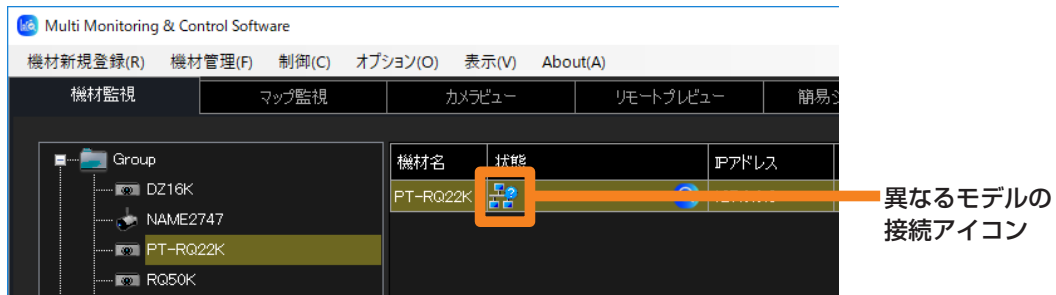 Multi Monitoring & Control Software
機材新規登録(R) 機材管理(F) 制御(C) オプション(O) 表示(V) About(A)
機材監視 マップ監視 カメラビュー リモートプレビュー 簡易
Group
DZ16K
NAME2747
PT-RQ22K
RQ50K
機材名 状態 IPアドレス
PT-RQ22K
異なるモデルの
接続アイコン